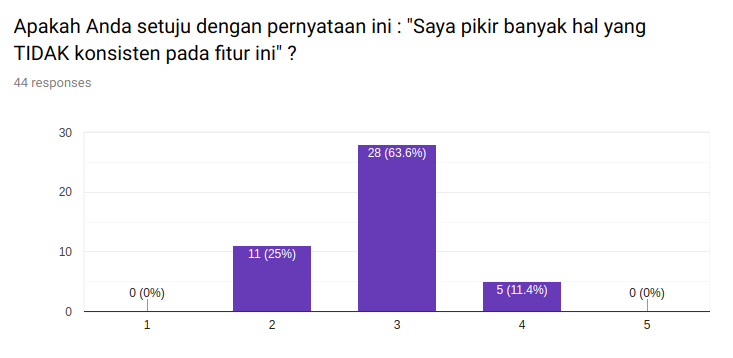 Apakah Anda setuju dengan pernyataan ini : "Saya pikir banyak hal yang
TIDAK konsisten pada fitur ini" ?
44 responses
30
20
10
0
0 (0%)
11 (25%)
28 (63.6%)
5 (11.4%)
0 (0%)
1 2 3 4 5